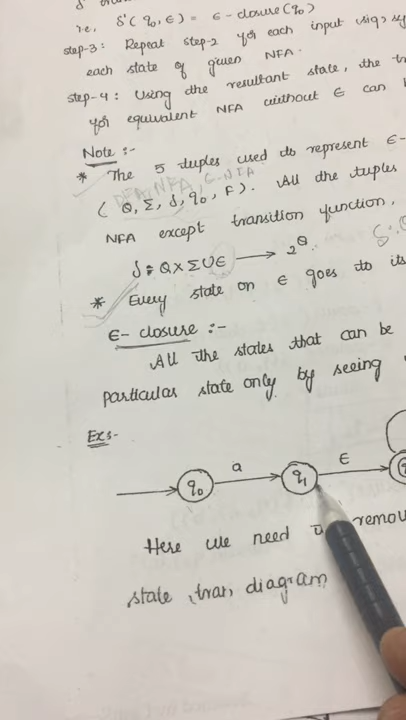 i.e, δ'(q₀, ε) = ε-closure(q₀)
step-3: Repeat step-2 for each input
each state of given NFA.
step-4: Using the resultant state, the
for equivalent NFA without ε can
Note :-
* The 5 tuples used to represent ε-
(Q, Σ, δ, q₀, F). All the tuples
NFA except transition function,
δ: Q × Σ ∪ ε → 2^Q.
* Every state on ε goes to its
ε-closure :-
All the states that can be
particular state only by seeing
Exs-
q₀ a q₁ ε
Here we need remov
state, tran, diagram